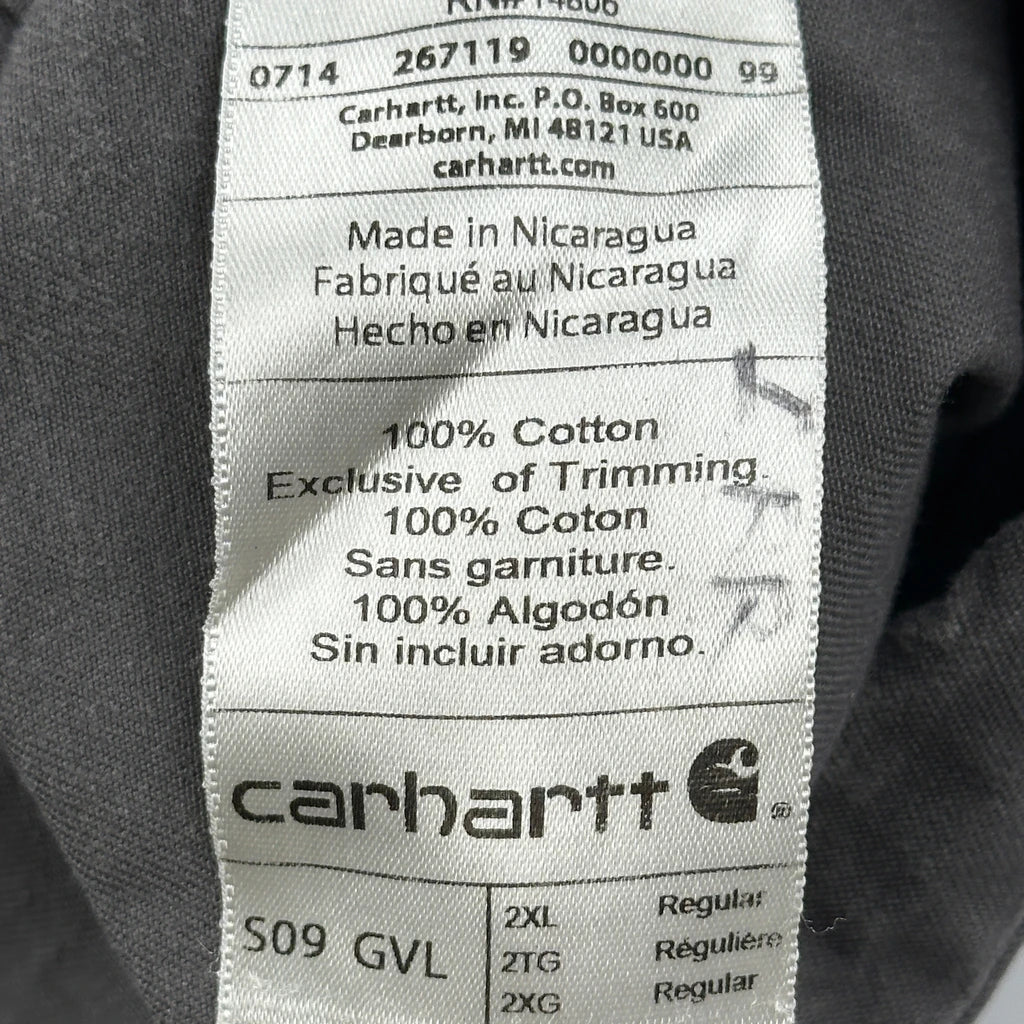 RN# 14806
0714 267119 0000000 99
Carhartt, Inc. P.O. Box 600
Dearborn, MI 48121 USA
carhartt.com
Made in Nicaragua
Fabriqué au Nicaragua
Hecho en Nicaragua
100% Cotton
Exclusive of Trimming.
100% Coton
Sans garniture.
100% Algodón
Sin incluir adorno.
carhartt ®
S09 GVL
2XL Regular
2TG Régulière
2XG Regular